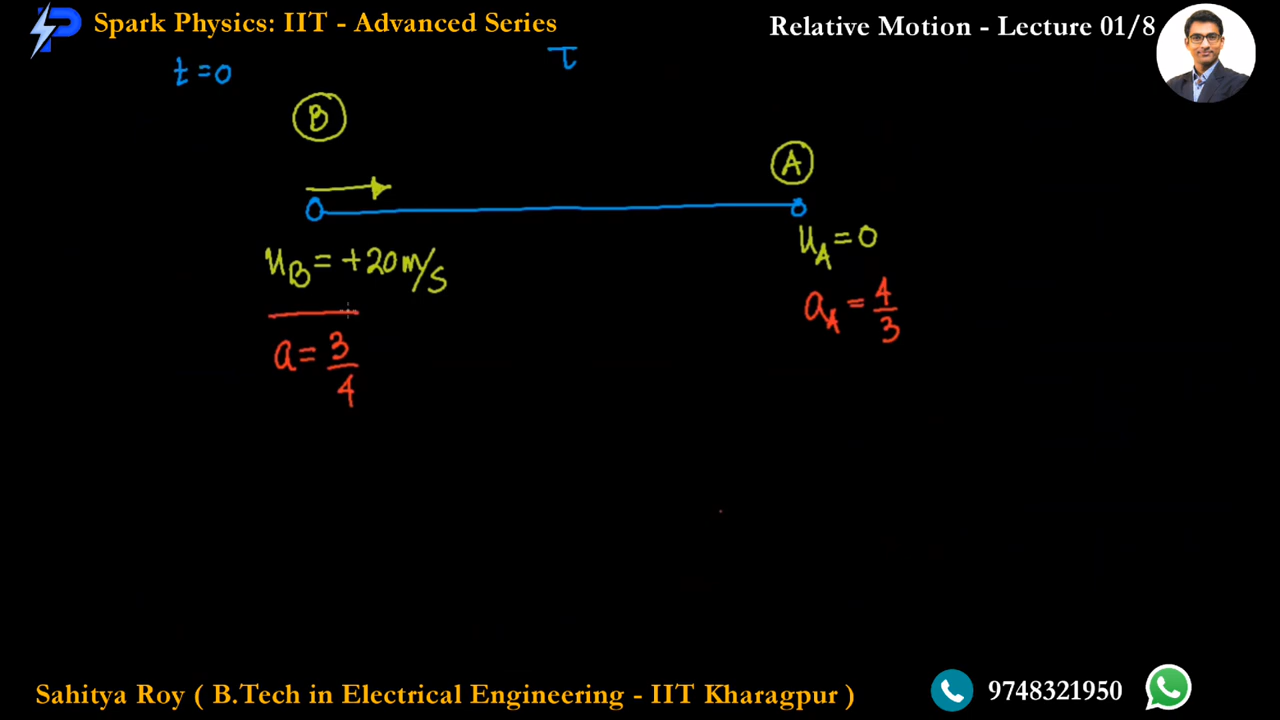 Spark Physics: IIT - Advanced Series
Relative Motion - Lecture 01/8
t = 0
τ
B
A
u_B = +20 m/s
u_A = 0
a = 3/4
a_A = 4/3
Sahitya Roy ( B.Tech in Electrical Engineering - IIT Kharagpur )
9748321950